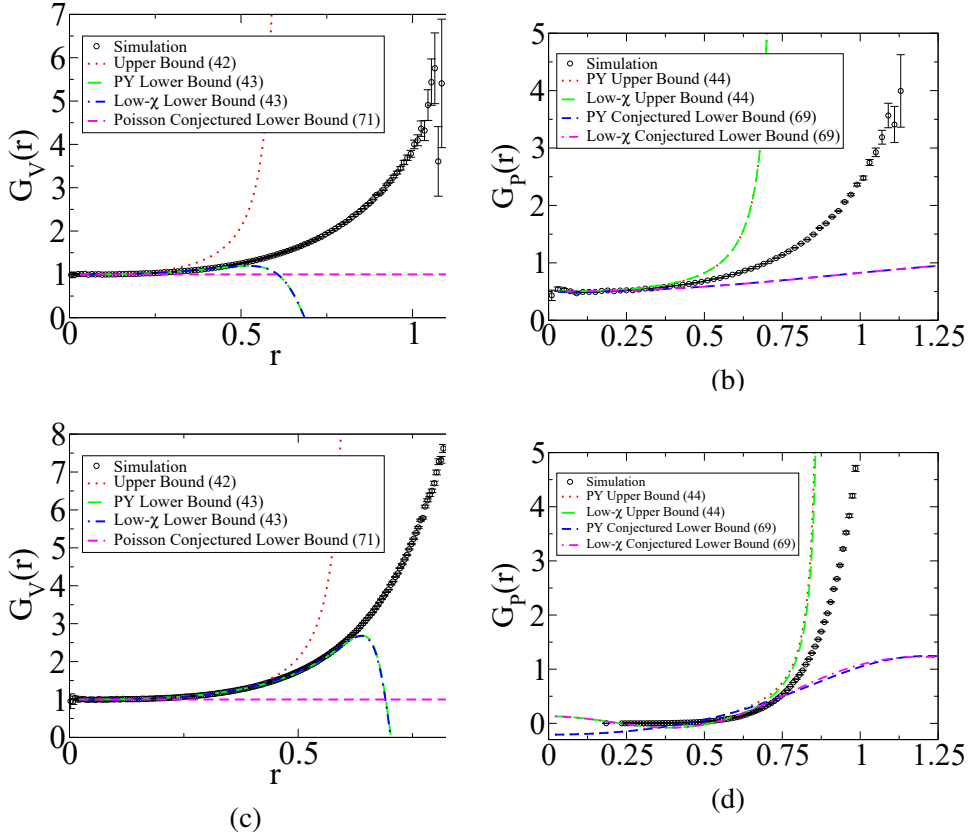 7
6
5
4
3
2
1
0
G_V(r)
Simulation
Upper Bound (42)
PY Lower Bound (43)
Low-χ Lower Bound (43)
Poisson Conjectured Lower Bound (71)
0 0.5 1
r
5
4
3
2
1
0
G_P(r)
Simulation
PY Upper Bound (44)
Low-χ Upper Bound (44)
PY Conjectured Lower Bound (69)
Low-χ Conjectured Lower Bound (69)
0 0.25 0.5 0.75 1 1.25
(b)
8
7
6
5
4
3
2
1
0
G_V(r)
Simulation
Upper Bound (42)
PY Lower Bound (43)
Low-χ Lower Bound (43)
Poisson Conjectured Lower Bound (71)
0 0.5
r
(c)
5
4
3
2
1
0
G_P(r)
Simulation
PY Upper Bound (44)
Low-χ Upper Bound (44)
PY Conjectured Lower Bound (69)
Low-χ Conjectured Lower Bound (69)
0 0.25 0.5 0.75 1 1.25
(d)